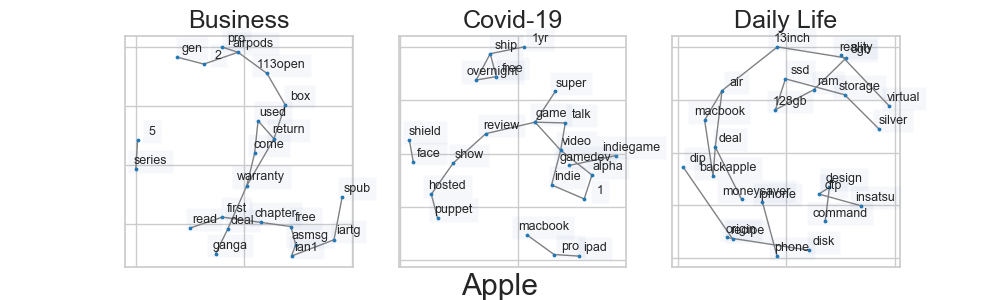 Business
Covid-19
Daily Life
pro
airpods
gen
2
113open
box
used
return
come
5
series
warranty
spub
first
chapter
free
read
deal
asmsg
iartg
ganga
ian1
1yr
ship
free
overnight
super
game
talk
review
shield
video
indiegame
face
show
gamedev
alpha
hosted
indie
1
puppet
macbook
pro
ipad
13inch
reality
ssd
air
ram
storage
128gb
virtual
macbook
silver
deal
dip
backapple
design
moneysaver
iphone
insatsu
command
origin
recipe
phone
disk
Apple